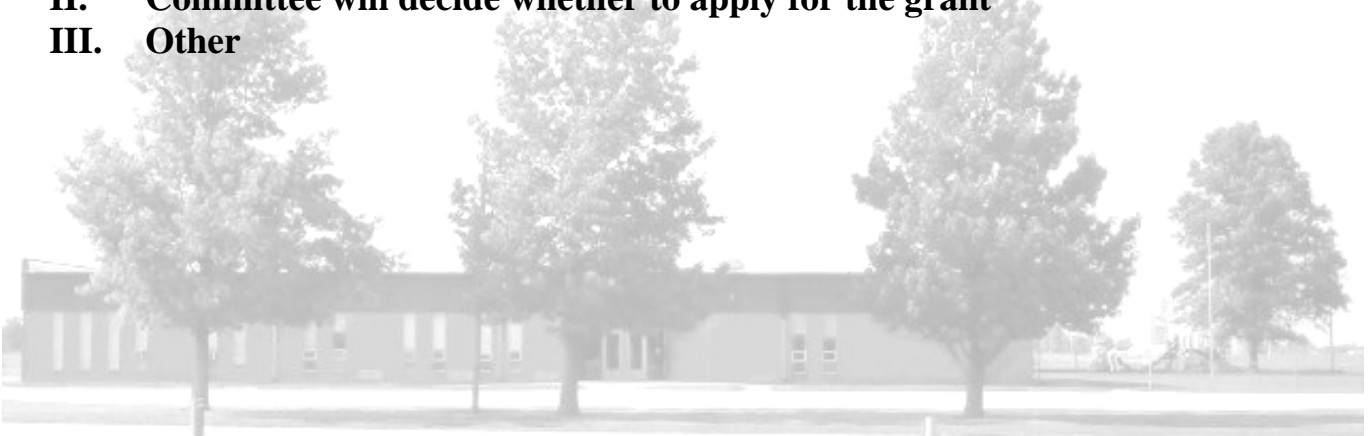 II. Committee will decide whether to apply for the grant
III. Other